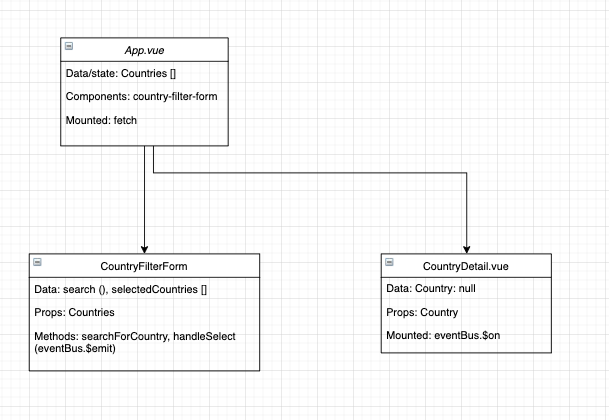 App.vue
Data/state: Countries []
Components: country-filter-form
Mounted: fetch
CountryFilterForm
Data: search (), selectedCountries []
Props: Countries
Methods: searchForCountry, handleSelect
(eventBus.$emit)
CountryDetail.vue
Data: Country: null
Props: Country
Mounted: eventBus.$on